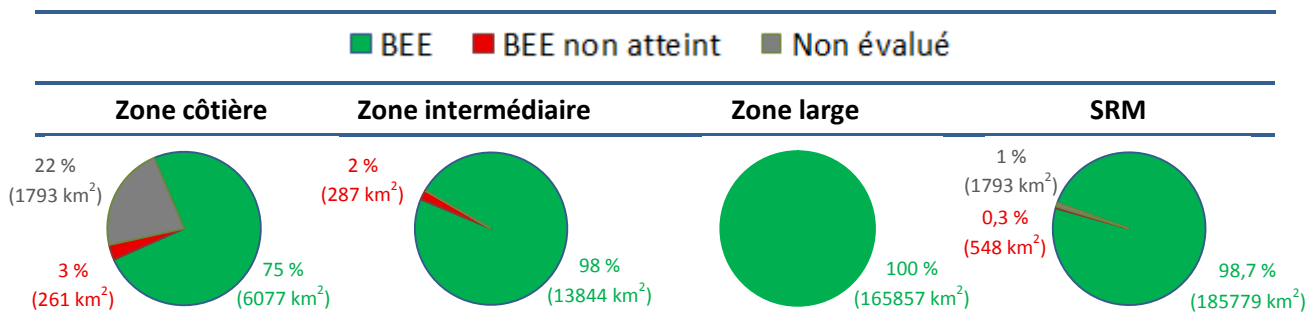 BEE BEE non atteint Non évalué
Zone côtière Zone intermédiaire Zone large SRM
22 %
(1793 km²)
3 %
(261 km²)
75 %
(6077 km²)
2 %
(287 km²)
98 %
(13844 km²)
100 %
(165857 km²)
1 %
(1793 km²)
0,3 %
(548 km²)
98,7 %
(185779 km²)